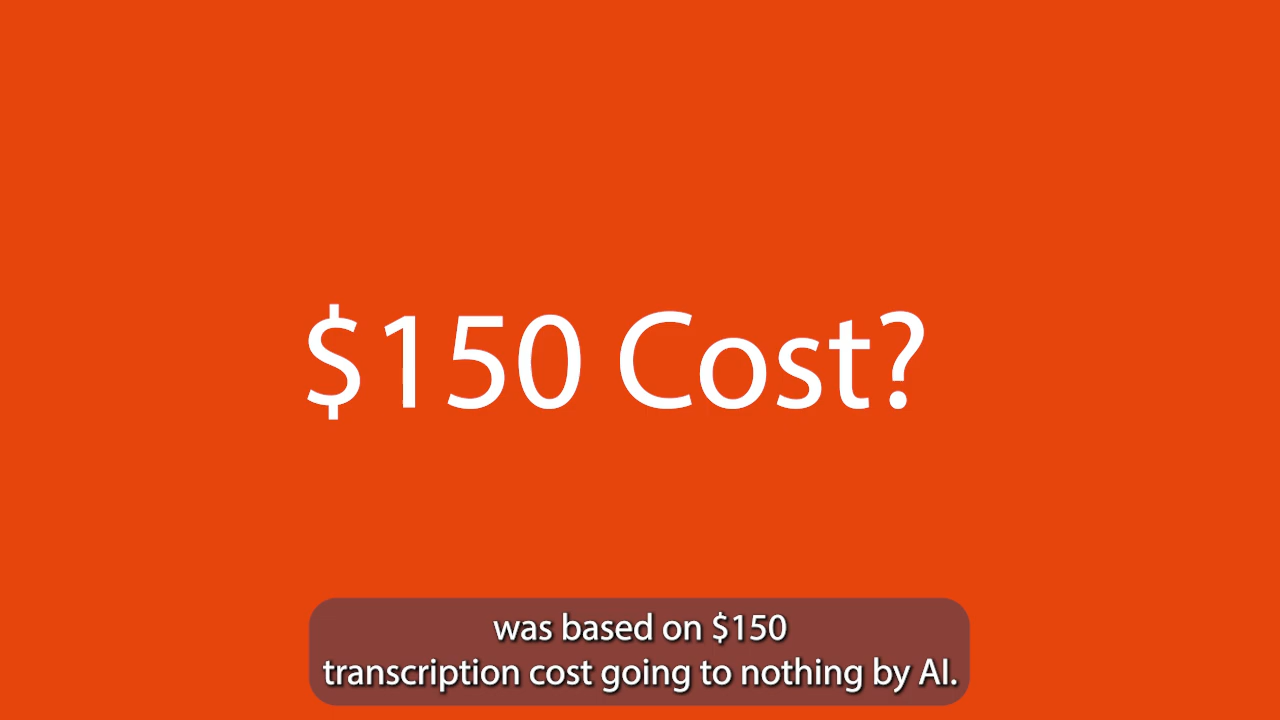 $150 Cost?
was based on $150
transcription cost going to nothing by AI.